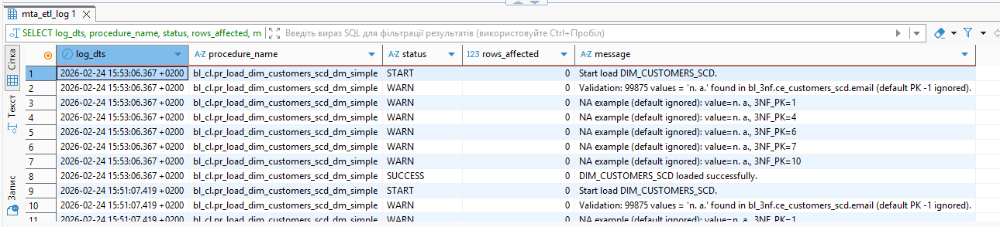 mta_etl_log 1
SELECT log_dts, procedure_name, status, rows_affected, m Введіть вираз SQL для фільтрації результатів (використовуйте Ctrl+Пробіл)
Сітка
Текст
Запис
log_dts A-Z procedure_name A-Z status 123 rows_affected A-Z message
1 2026-02-24 15:53:06.367 +0200 bl_cl.pr_load_dim_customers_scd_dm_simple START 0 Start load DIM_CUSTOMERS_SCD.
2 2026-02-24 15:53:06.367 +0200 bl_cl.pr_load_dim_customers_scd_dm_simple WARN 0 Validation: 99875 values = 'n. a.' found in bl_3nf.ce_customers_scd.email (default PK -1 ignored).
3 2026-02-24 15:53:06.367 +0200 bl_cl.pr_load_dim_customers_scd_dm_simple WARN 0 NA example (default ignored): value=n. a., 3NF_PK=1
4 2026-02-24 15:53:06.367 +0200 bl_cl.pr_load_dim_customers_scd_dm_simple WARN 0 NA example (default ignored): value=n. a., 3NF_PK=4
5 2026-02-24 15:53:06.367 +0200 bl_cl.pr_load_dim_customers_scd_dm_simple WARN 0 NA example (default ignored): value=n. a., 3NF_PK=6
6 2026-02-24 15:53:06.367 +0200 bl_cl.pr_load_dim_customers_scd_dm_simple WARN 0 NA example (default ignored): value=n. a., 3NF_PK=7
7 2026-02-24 15:53:06.367 +0200 bl_cl.pr_load_dim_customers_scd_dm_simple WARN 0 NA example (default ignored): value=n. a., 3NF_PK=10
8 2026-02-24 15:53:06.367 +0200 bl_cl.pr_load_dim_customers_scd_dm_simple SUCCESS 0 DIM_CUSTOMERS_SCD loaded successfully.
9 2026-02-24 15:51:07.419 +0200 bl_cl.pr_load_dim_customers_scd_dm_simple START 0 Start load DIM_CUSTOMERS_SCD.
10 2026-02-24 15:51:07.419 +0200 bl_cl.pr_load_dim_customers_scd_dm_simple WARN 0 Validation: 99875 values = 'n. a.' found in bl_3nf.ce_customers_scd.email (default PK -1 ignored).
11 2026-02-24 15:51:07.419 +0200 bl_cl.pr_load_dim_customers_scd_dm_simple WARN 0 NA example (default ignored): value=n. a., 3NF_PK=1